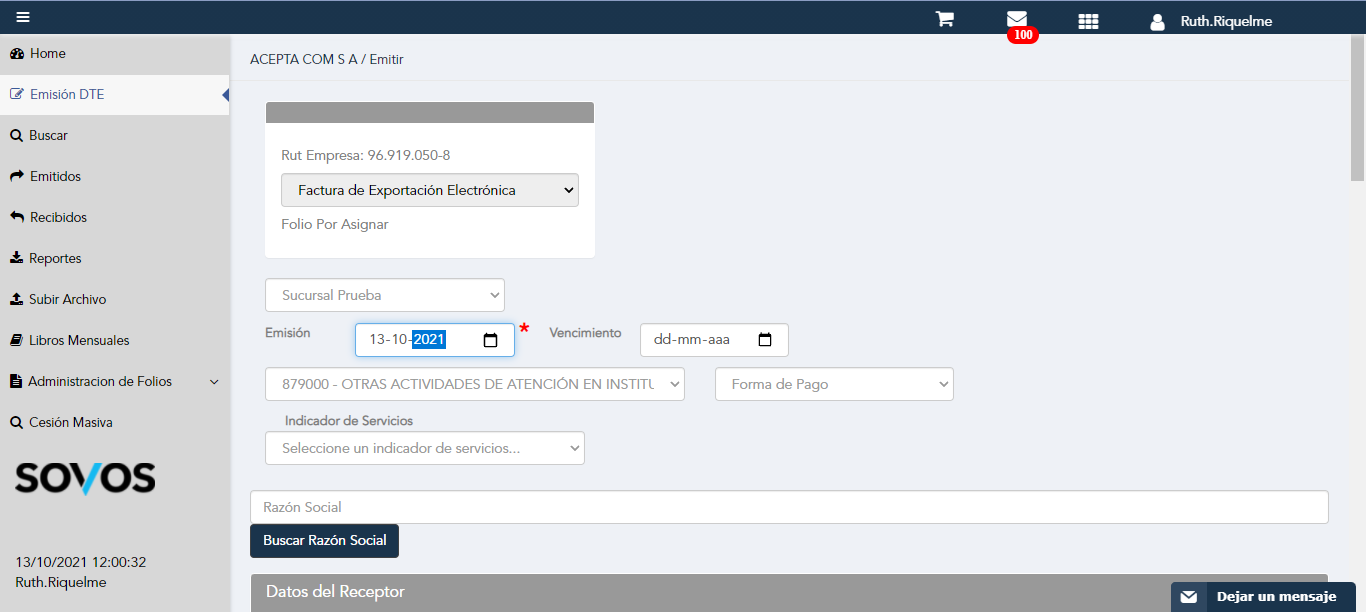 100
Ruth.Riquelme
Home
Emisión DTE
Buscar
Emitidos
Recibidos
Reportes
Subir Archivo
Libros Mensuales
Administracion de Folios
Cesión Masiva
SOVOS
13/10/2021 12:00:32
Ruth.Riquelme
ACEPTA COM S A / Emitir
Rut Empresa: 96.919.050-8
Factura de Exportación Electrónica
Folio Por Asignar
Sucursal Prueba
Emisión 13-10-2021 * Vencimiento dd-mm-aaa
879000 - OTRAS ACTIVIDADES DE ATENCIÓN EN INSTITU Forma de Pago
Indicador de Servicios
Seleccione un indicador de servicios...
Razón Social
Buscar Razón Social
Datos del Receptor
Dejar un mensaje